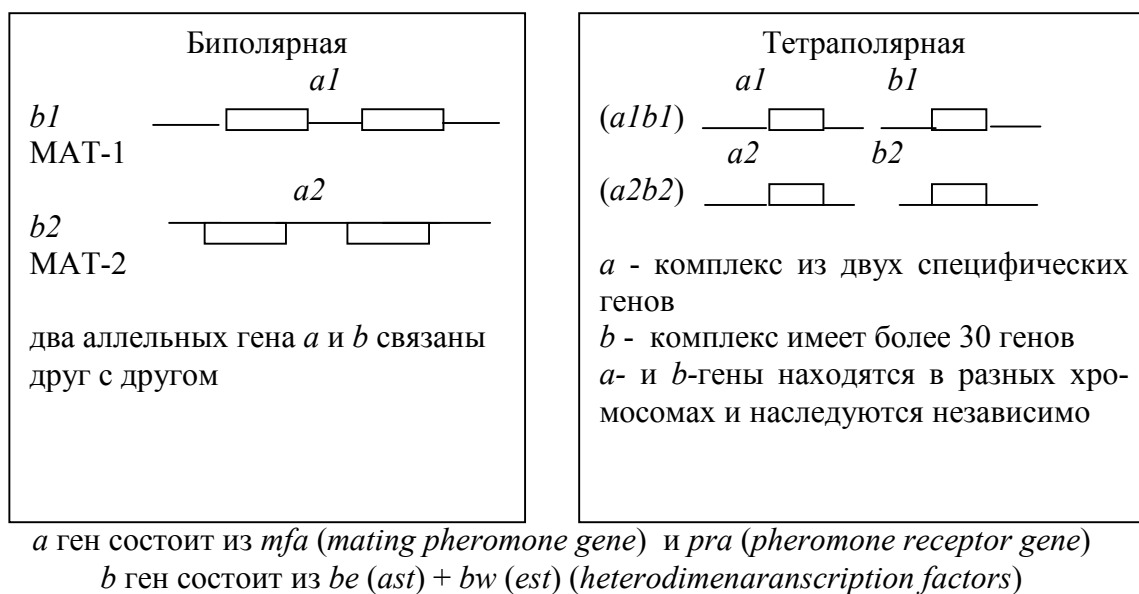 Биполярная
a1
b1
МАТ-1
a2
b2
МАТ-2
два аллельных гена a и b связаны
друг с другом
Тетраполярная
a1 b1
(a1b1)
a2 b2
(a2b2)
a - комплекс из двух специфических
генов
b - комплекс имеет более 30 генов
a- и b-гены находятся в разных хро-
мосомах и наследуются независимо
a ген состоит из mfa (mating pheromone gene) и pra (pheromone receptor gene)
b ген состоит из be (ast) + bw (est) (heterodimenaranscription factors)